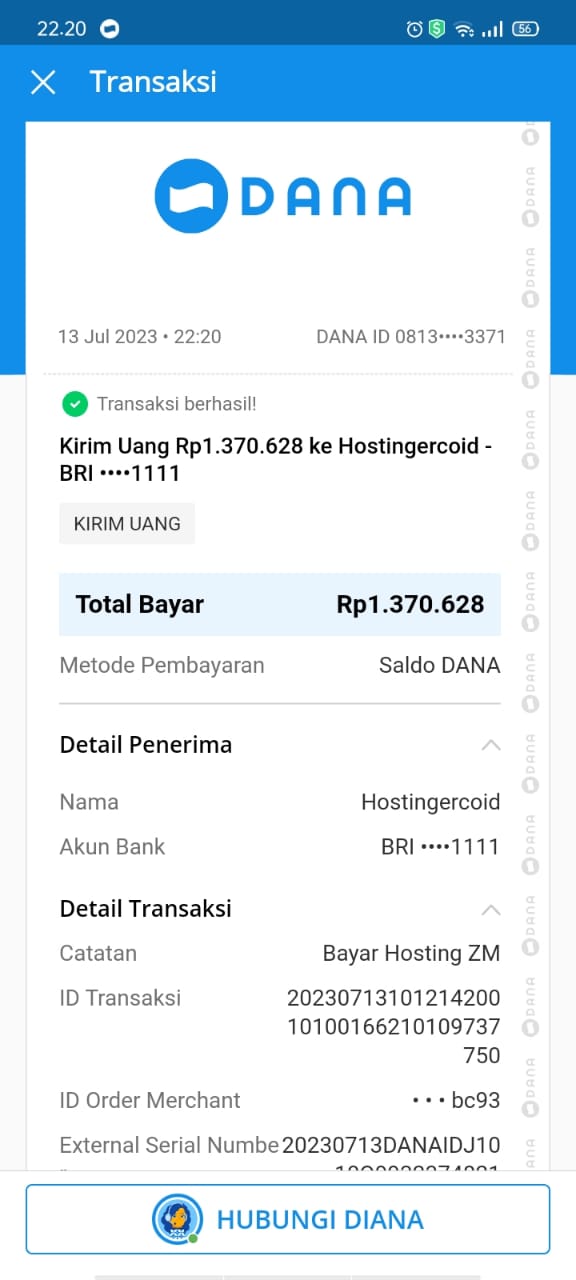 22.20
56
Transaksi
DANA
13 Jul 2023 • 22:20 DANA ID 0813••••3371
Transaksi berhasil!
Kirim Uang Rp1.370.628 ke Hostingercoid -
BRI ••••1111
KIRIM UANG
Total Bayar Rp1.370.628
Metode Pembayaran Saldo DANA
Detail Penerima
Nama Hostingercoid
Akun Bank BRI ••••1111
Detail Transaksi
Catatan Bayar Hosting ZM
ID Transaksi 20230713101214200
10100166210109737
750
ID Order Merchant • • • bc93
External Serial Numbe 20230713DANAIDJ10
HUBUNGI DIANA